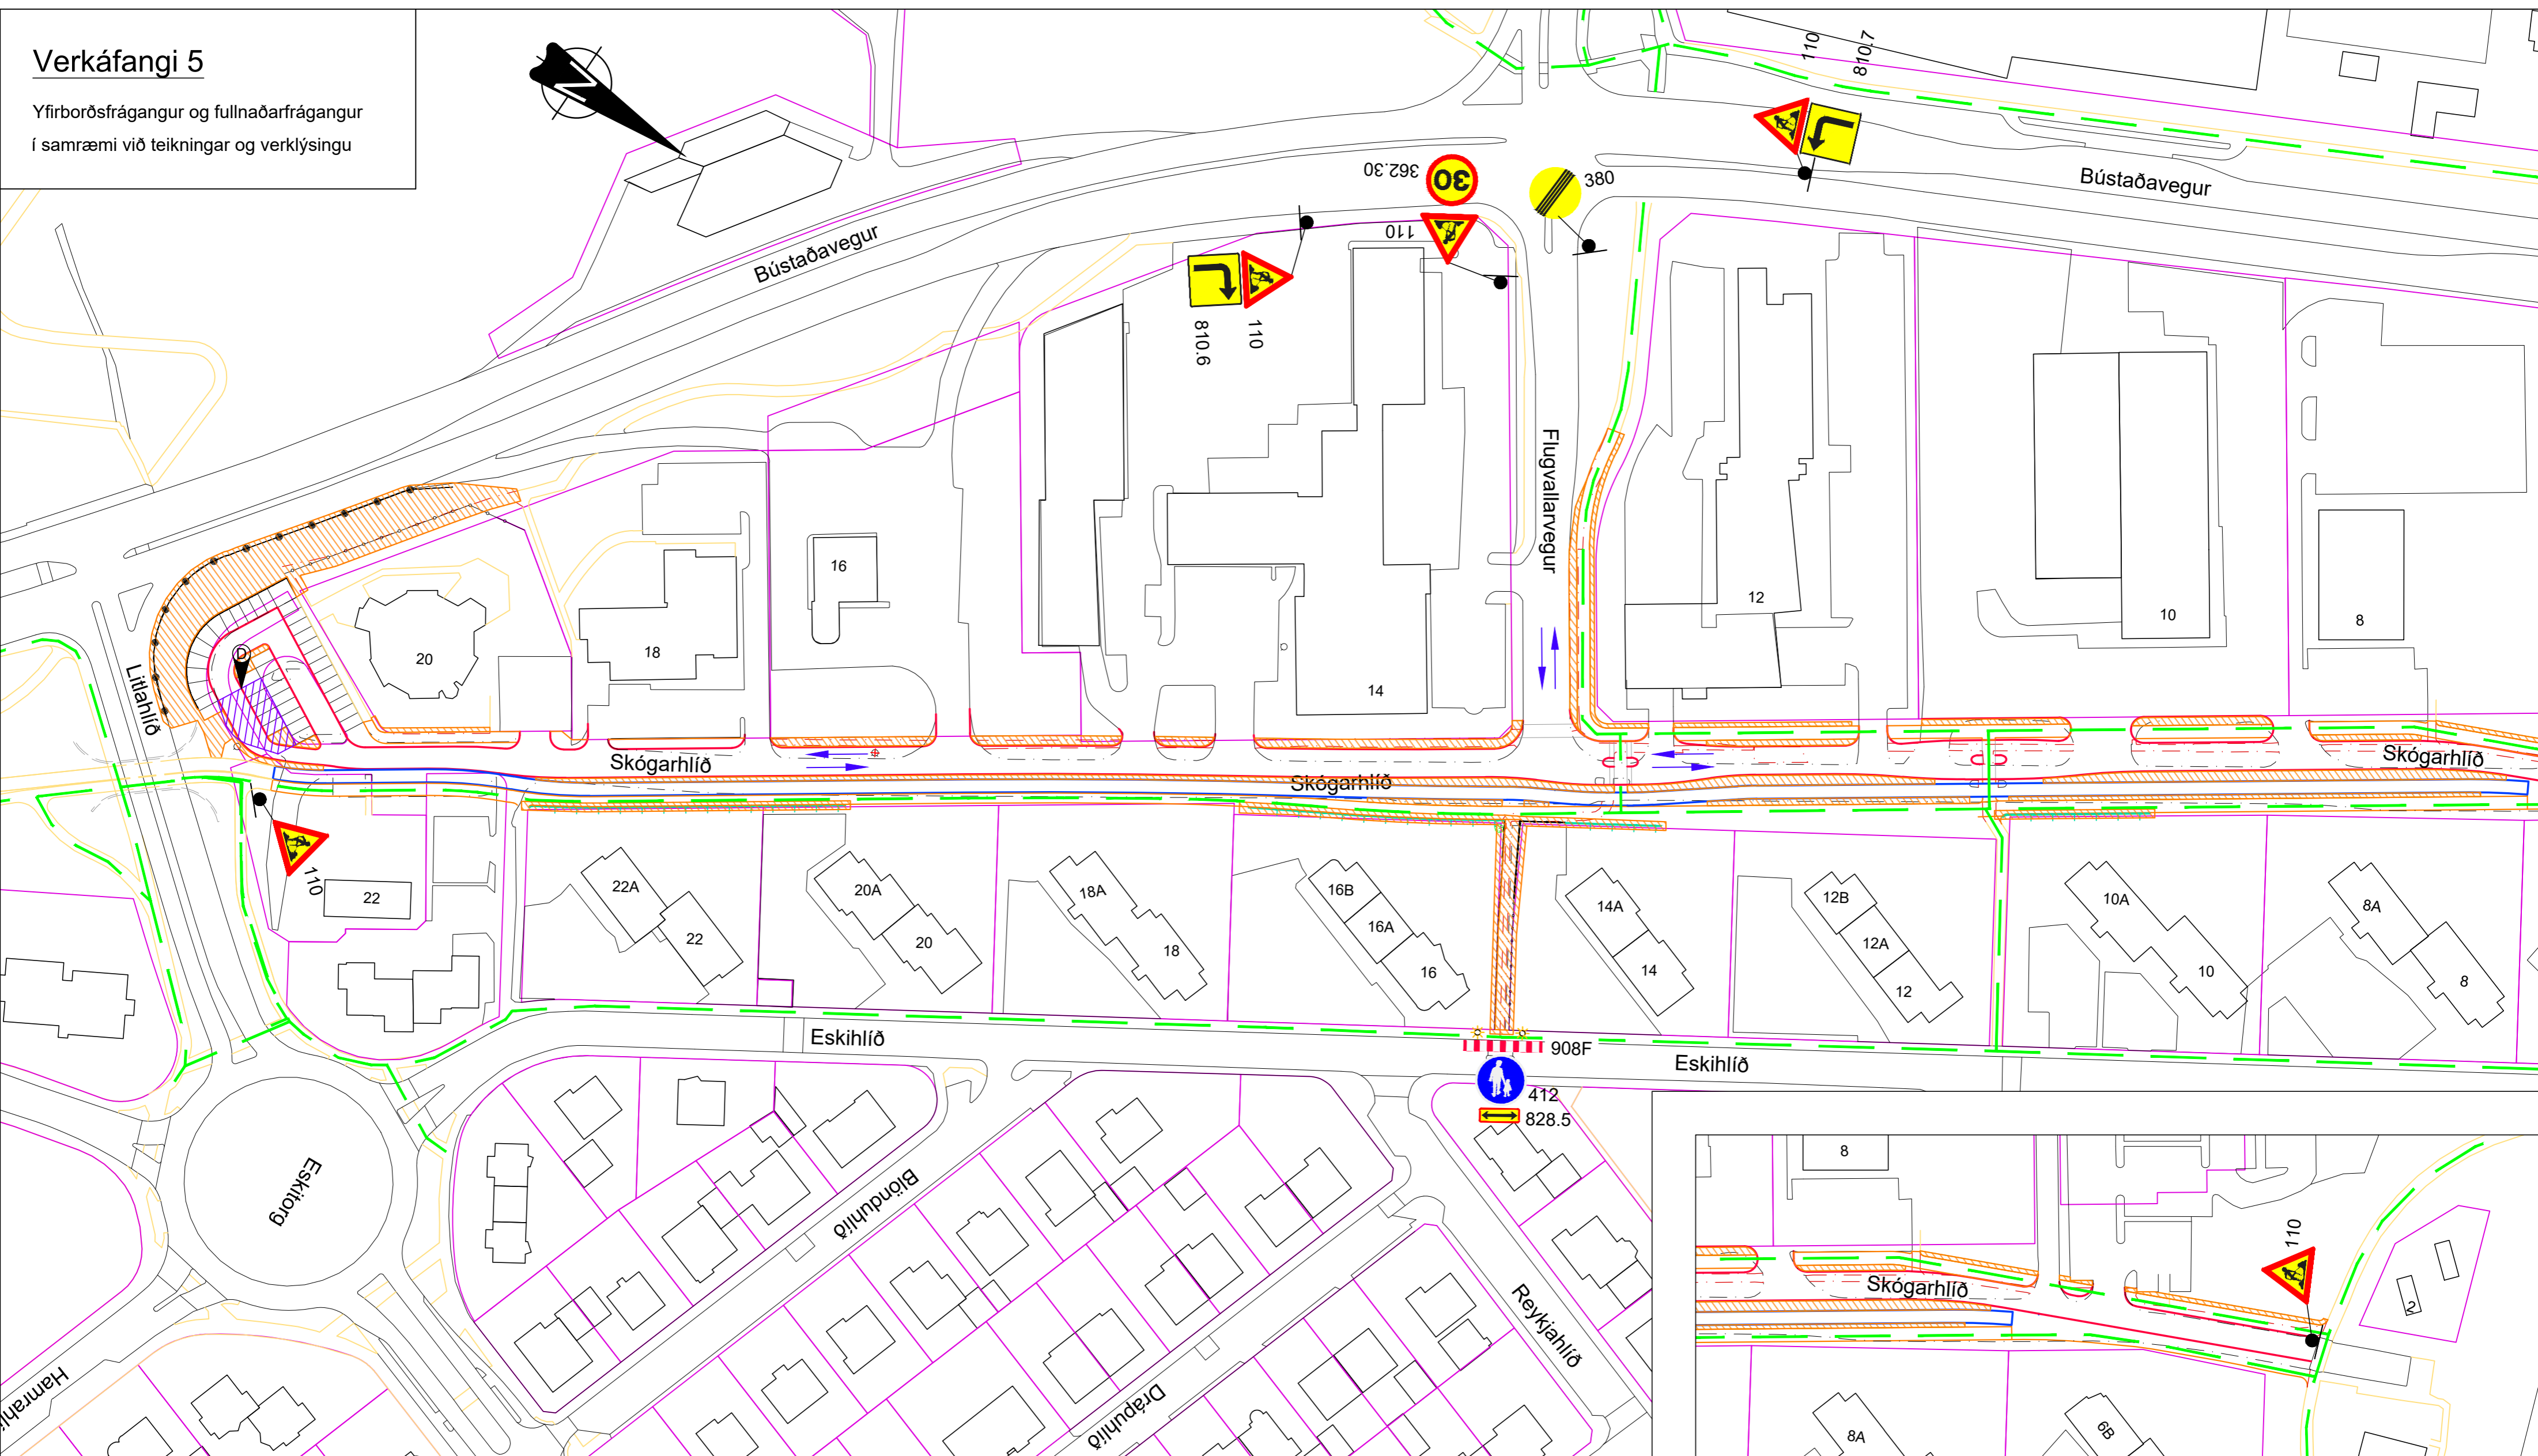 Verkáfangi 5
Yfirborðsfrágangur og fullnaðarfrágangur
í samræmi við teikningar og verklýsingu
N
110
810.7
362.30
30
380
110
Bústaðavegur
Bústaðavegur
810.6
110
Flugvallarvegur
16
12
10
8
20
18
14
D
Litlahlíð
Skógarhlíð
Skógarhlíð
Skógarhlíð
110
22
22A
22
20A
20
18A
18
16B
16A
16
14A
14
12B
12A
12
10A
10
8A
8
Eskihlíð
908F
Eskihlíð
412
828.5
Eskitorg
Blönduhlíð
Drápuhlíð
Reykjahlíð
8
110
Skógarhlíð
2
8A
6B